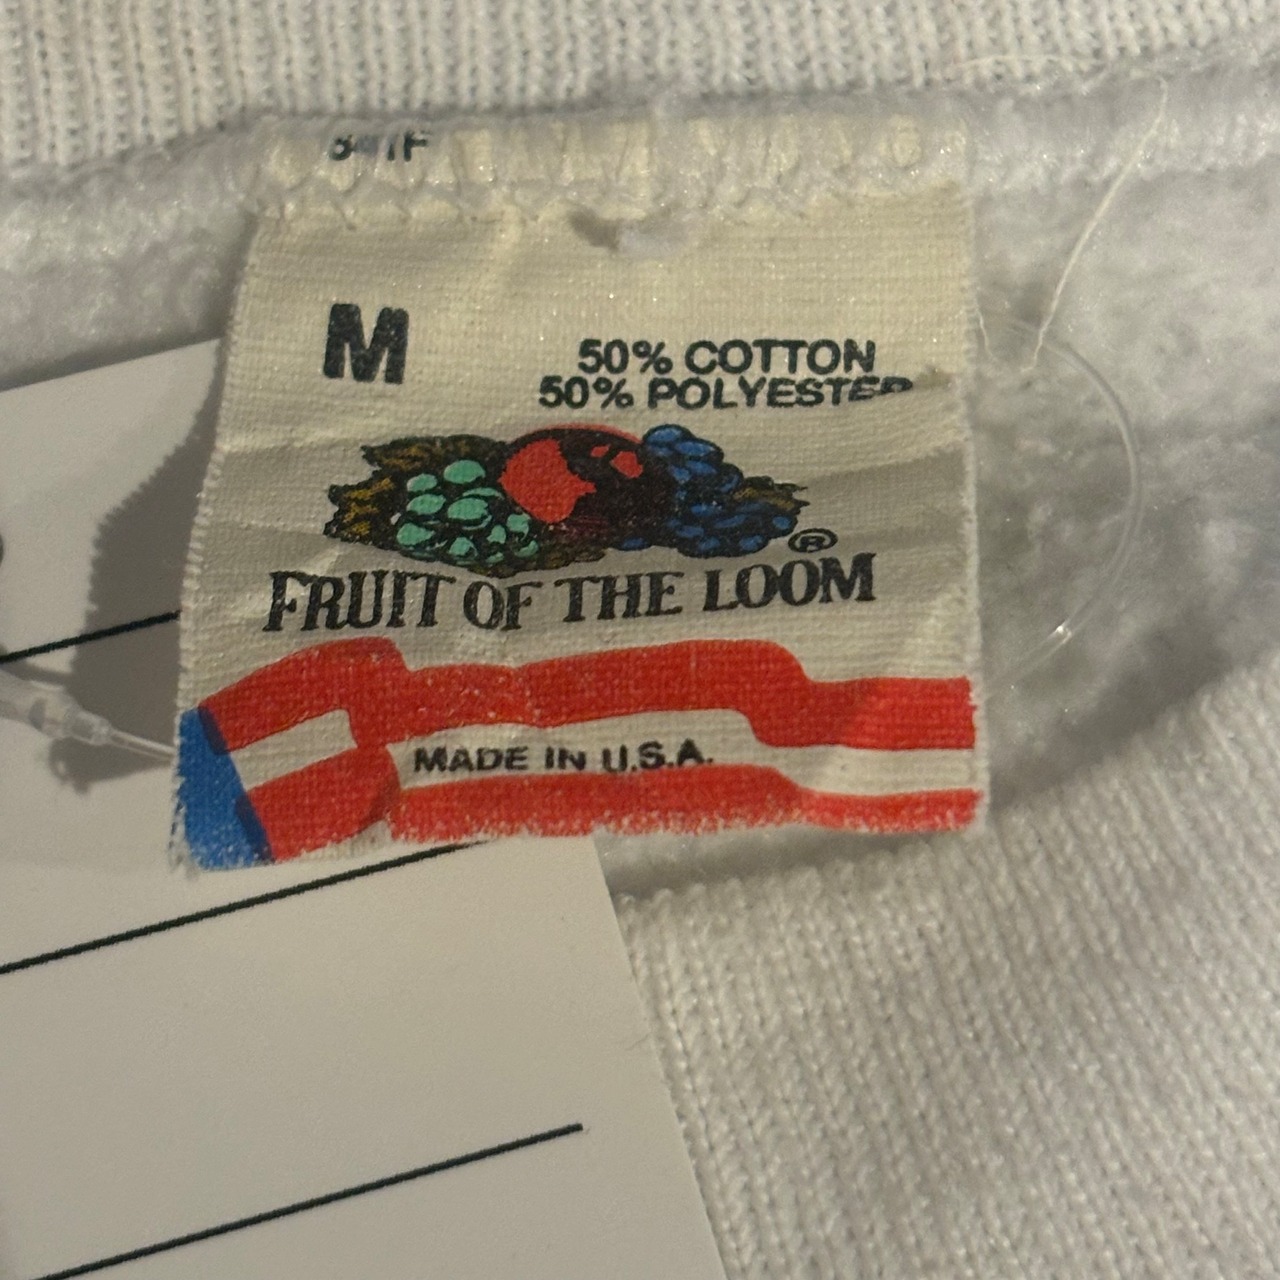 M
50% COTTON
50% POLYESTER
®
FRUIT OF THE LOOM
MADE IN U.S.A.